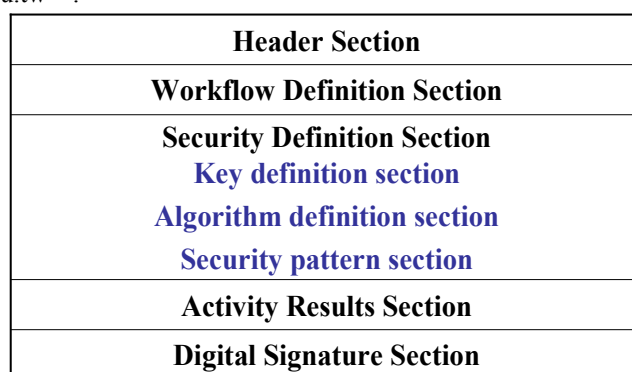 Header Section
Workflow Definition Section
Security Definition Section
Key definition section
Algorithm definition section
Security pattern section
Activity Results Section
Digital Signature Section